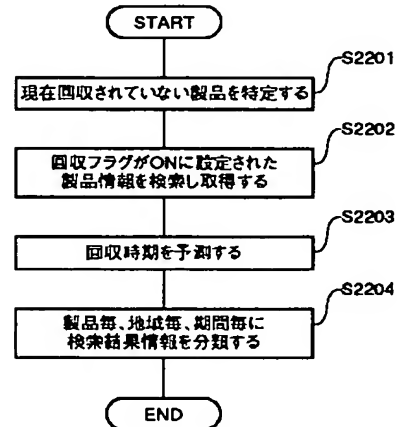 START
S2201
現在回収されていない製品を特定する
S2202
回収フラグがONに設定された
製品情報を検索し取得する
S2203
回収時期を予測する
S2204
製品毎、地域毎、期間毎に
検索結果情報を分類する
END